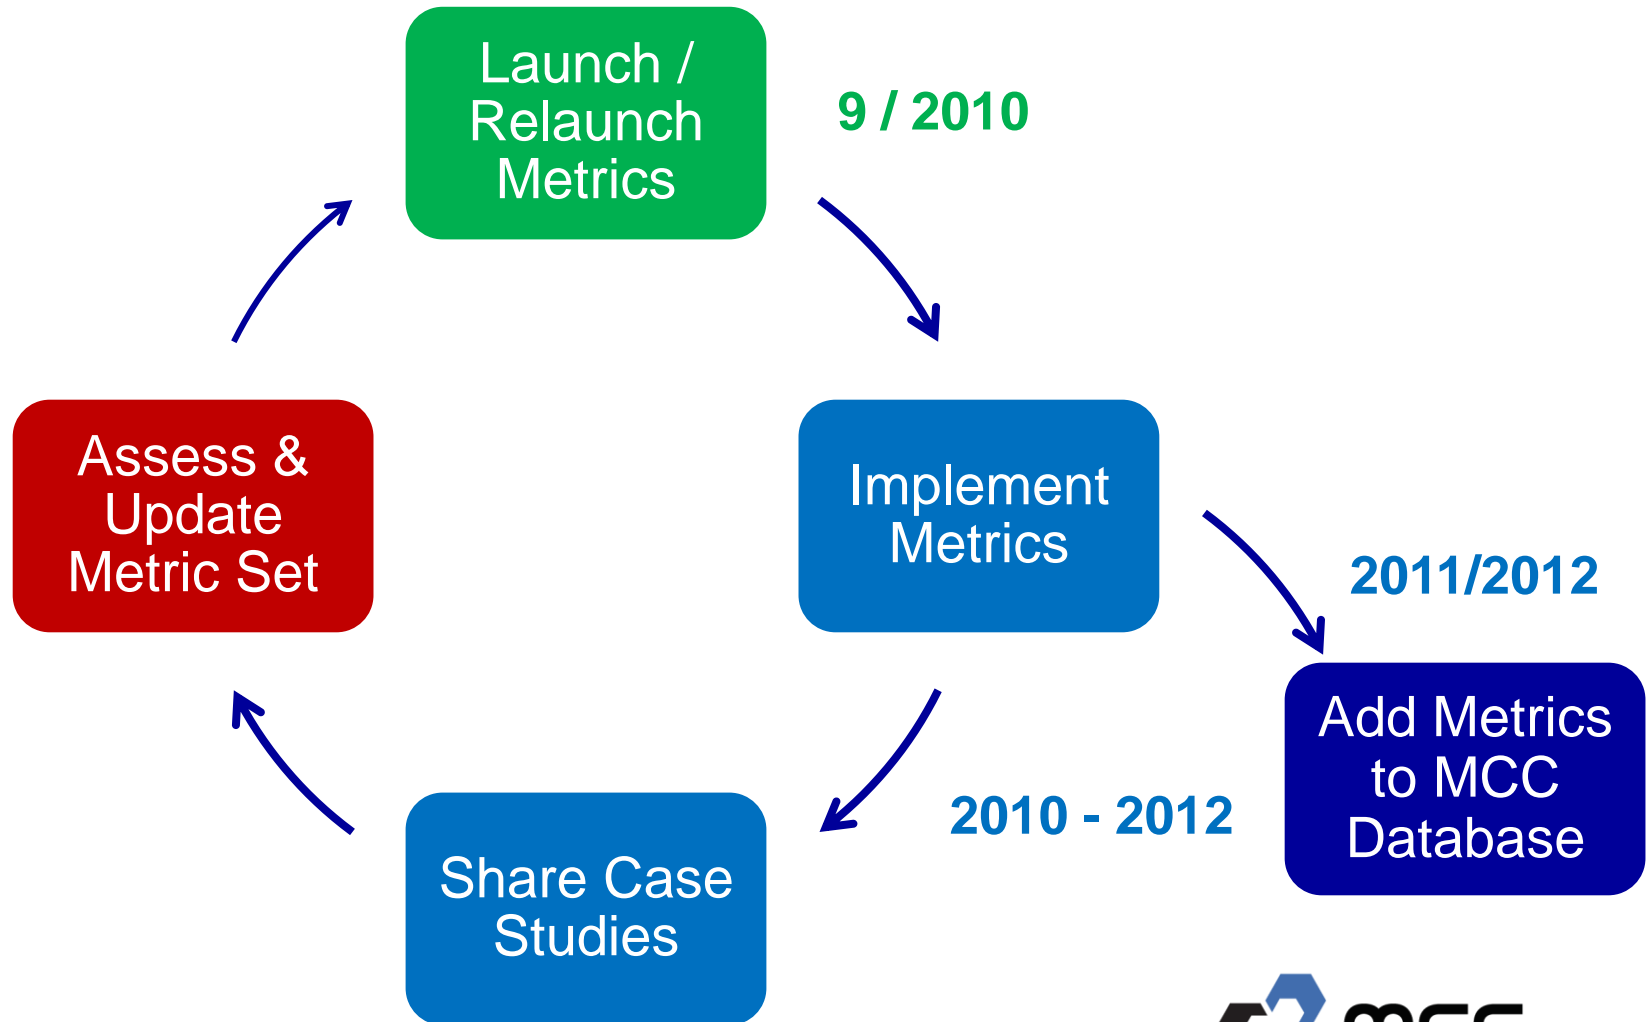 Launch /
Relaunch
Metrics
9 / 2010
Assess &
Update
Metric Set
Implement
Metrics
2011/2012
Add Metrics
to MCC
Database
2010 - 2012
Share Case
Studies